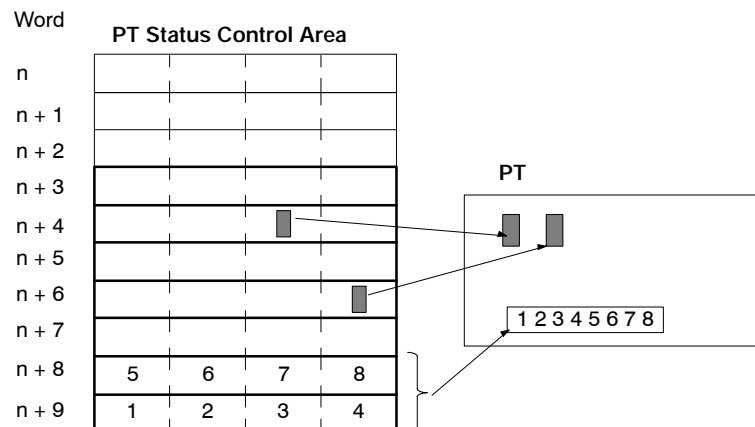 Word
PT Status Control Area
n
n + 1
n + 2
n + 3
n + 4
n + 5
n + 6
n + 7
n + 8 5 6 7 8
n + 9 1 2 3 4
PT
1 2 3 4 5 6 7 8